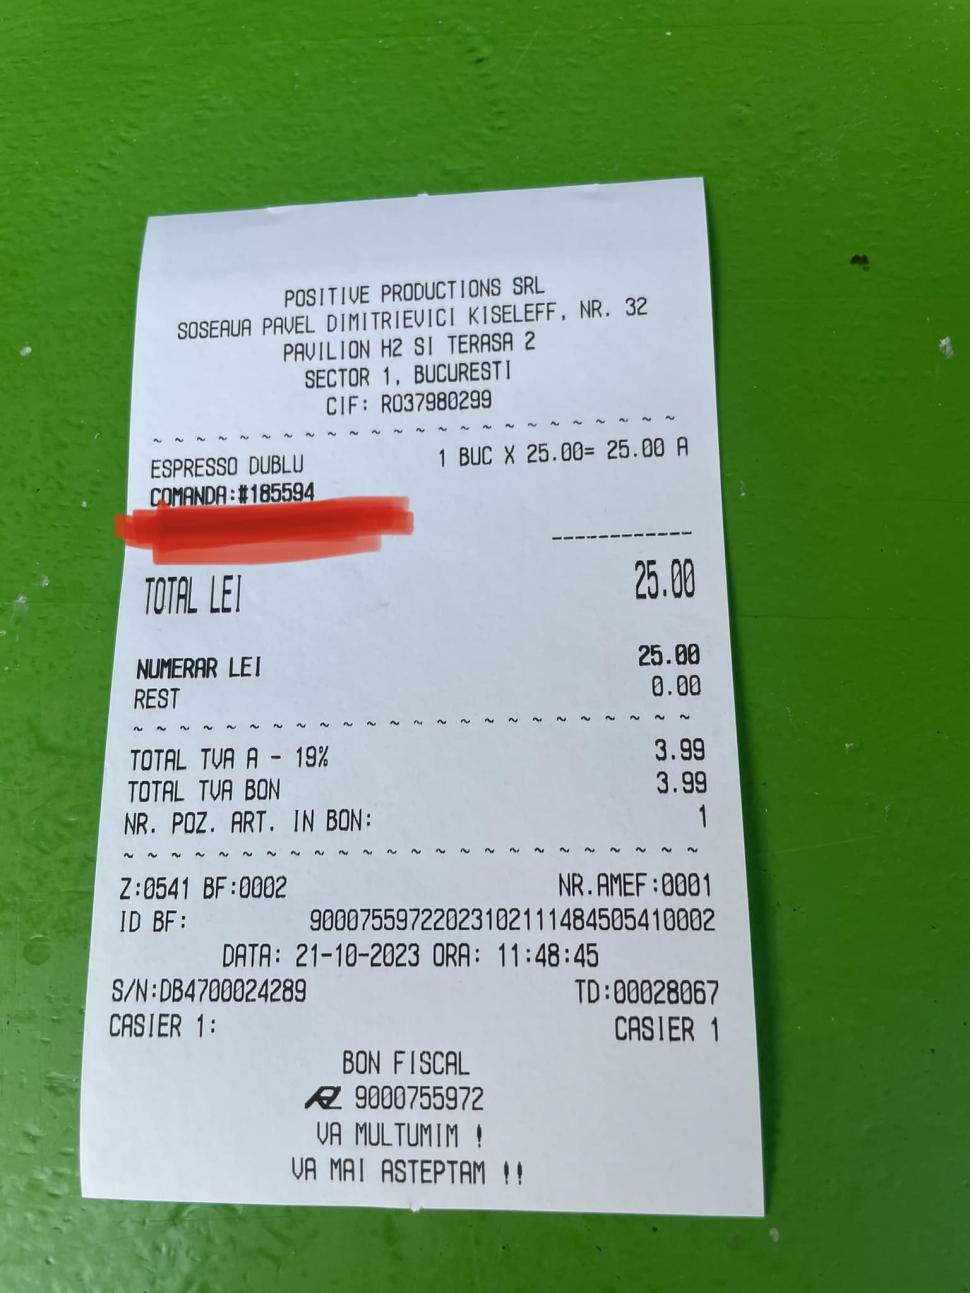 POSITIVE PRODUCTIONS SRL
SOSEAUA PAVEL DIMITRIEVICI KISELEFF, NR. 32
PAVILION H2 SI TERASA 2
SECTOR 1, BUCURESTI
CIF: RO37980299
~ ~ ~ ~ ~ ~ ~ ~ ~ ~ ~ ~ ~ ~ ~ ~ ~ ~ ~ ~ ~ ~ ~ ~
ESPRESSO DUBLU 1 BUC X 25.00= 25.00 A
COMANDA:#185594
------------
TOTAL LEI 25.00
NUMERAR LEI 25.00
REST 0.00
~ ~ ~ ~ ~ ~ ~ ~ ~ ~ ~ ~ ~ ~ ~ ~ ~ ~ ~ ~ ~ ~ ~ ~
TOTAL TVA A - 19% 3.99
TOTAL TVA BON 3.99
NR. POZ. ART. IN BON: 1
~ ~ ~ ~ ~ ~ ~ ~ ~ ~ ~ ~ ~ ~ ~ ~ ~ ~ ~ ~ ~ ~ ~ ~
Z:0541 BF:0002 NR.AMEF:0001
ID BF: 90007559722023102111484505410002
DATA: 21-10-2023 ORA: 11:48:45
S/N:DB4700024289 TD:00028067
CASIER 1: CASIER 1
BON FISCAL
9000755972
VA MULTUMIM !
VA MAI ASTEPTAM !!